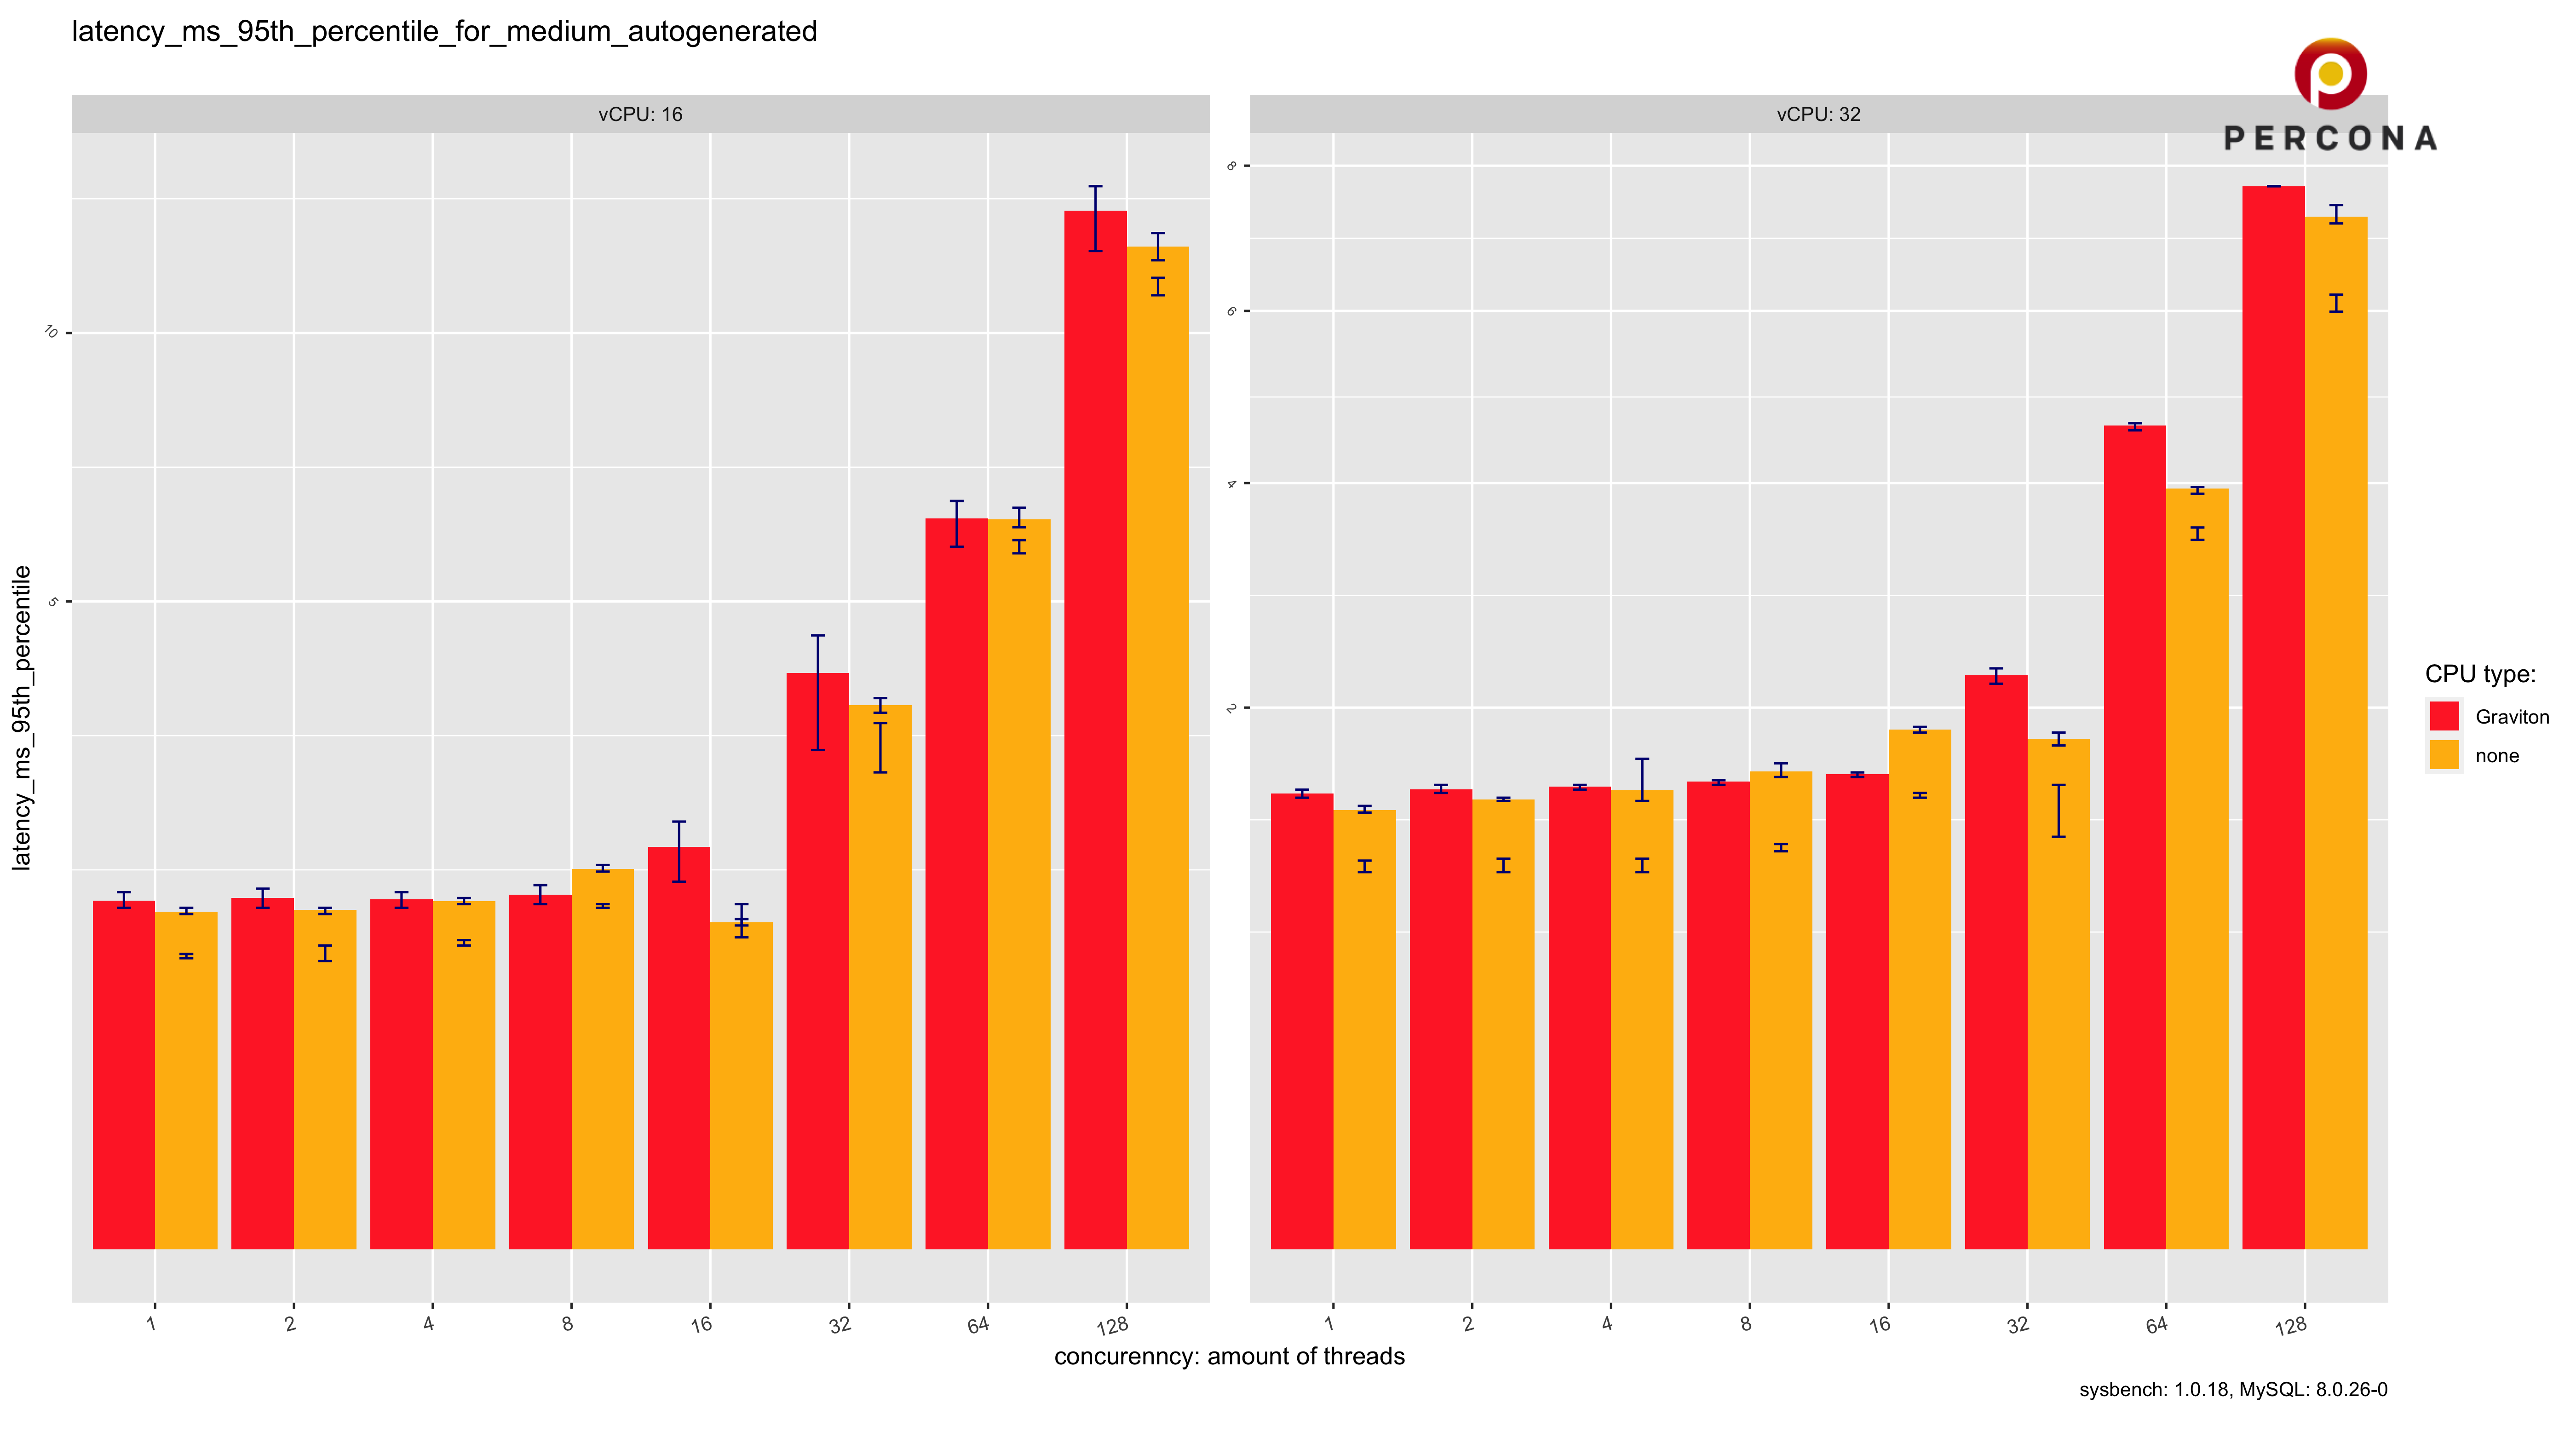 latency_ms_95th_percentile_for_medium_autogenerated
PERCONA
vCPU: 16
vCPU: 32
latency_ms_95th_percentile
10
5
8
6
4
2
1 2 4 8 16 32 64 128
1 2 4 8 16 32 64 128
concurenncy: amount of threads
CPU type:
Graviton
none
sysbench: 1.0.18, MySQL: 8.0.26-0